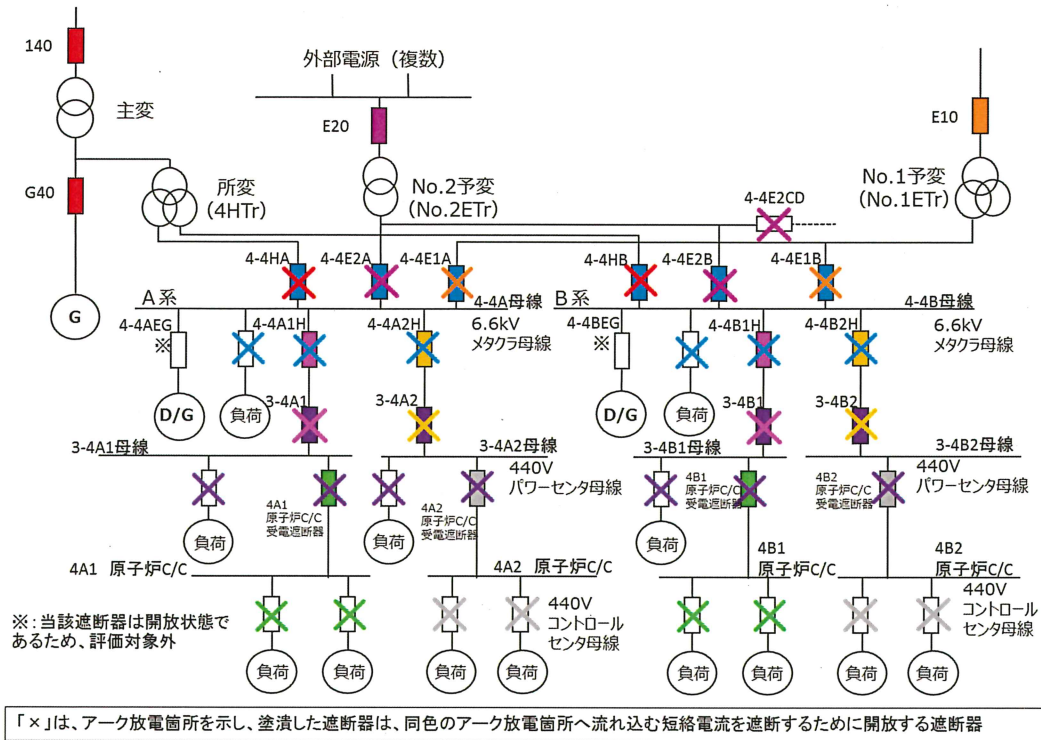 140
外部電源（複数）
主変
E20
E10
G40
所変
(4HTr)
No.2予変
(No.2ETr)
No.1予変
(No.1ETr)
4-4E2CD
4-4HA
4-4E2A
4-4E1A
4-4HB
4-4E2B
4-4E1B
A系
4-4A母線
B系
4-4B母線
G
4-4AEG
※
4-4A1H
4-4A2H
6.6kV
メタクラ母線
4-4BEG
※
4-4B1H
4-4B2H
6.6kV
メタクラ母線
D/G
負荷
3-4A1
3-4A2
D/G
負荷
3-4B1
3-4B2
3-4A1母線
3-4A2母線
3-4B1母線
3-4B2母線
440V
パワーセンタ母線
440V
パワーセンタ母線
4A1
原子炉C/C
受電遮断器
4A2
原子炉C/C
受電遮断器
4B1
原子炉C/C
受電遮断器
4B2
原子炉C/C
受電遮断器
負荷
負荷
負荷
負荷
4A1 原子炉C/C
4A2 原子炉C/C
4B1
原子炉C/C
4B2
原子炉C/C
440V
コントロール
センタ母線
440V
コントロール
センタ母線
※：当該遮断器は開放状態で
あるため、評価対象外
負荷
負荷
負荷
負荷
負荷
負荷
負荷
負荷
「×」は、アーク放電箇所を示し、塗潰した遮断器は、同色のアーク放電箇所へ流れ込む短絡電流を遮断するために開放する遮断器